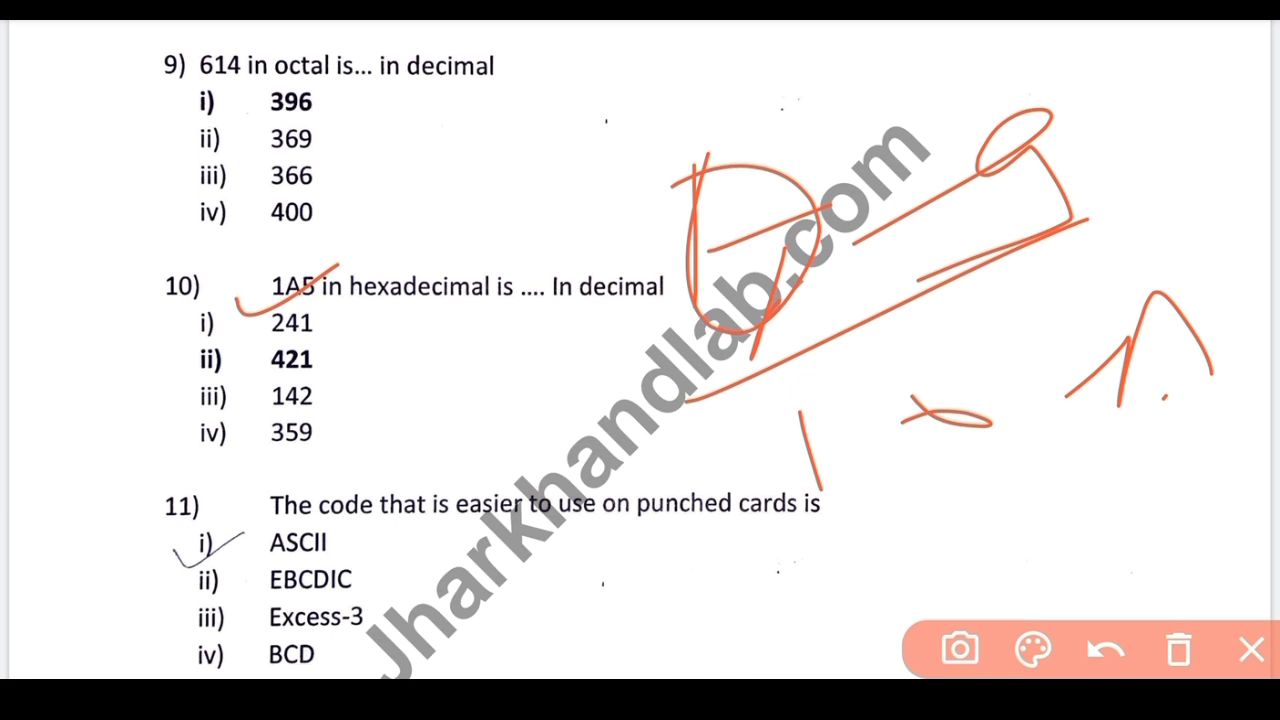 9) 614 in octal is... in decimal
i) 396
ii) 369
iii) 366
iv) 400
10) 1A5 in hexadecimal is .... In decimal
i) 241
ii) 421
iii) 142
iv) 359
11) The code that is easier to use on punched cards is
i) ASCII
ii) EBCDIC
iii) Excess-3
iv) BCD
Jharkhandlab.com